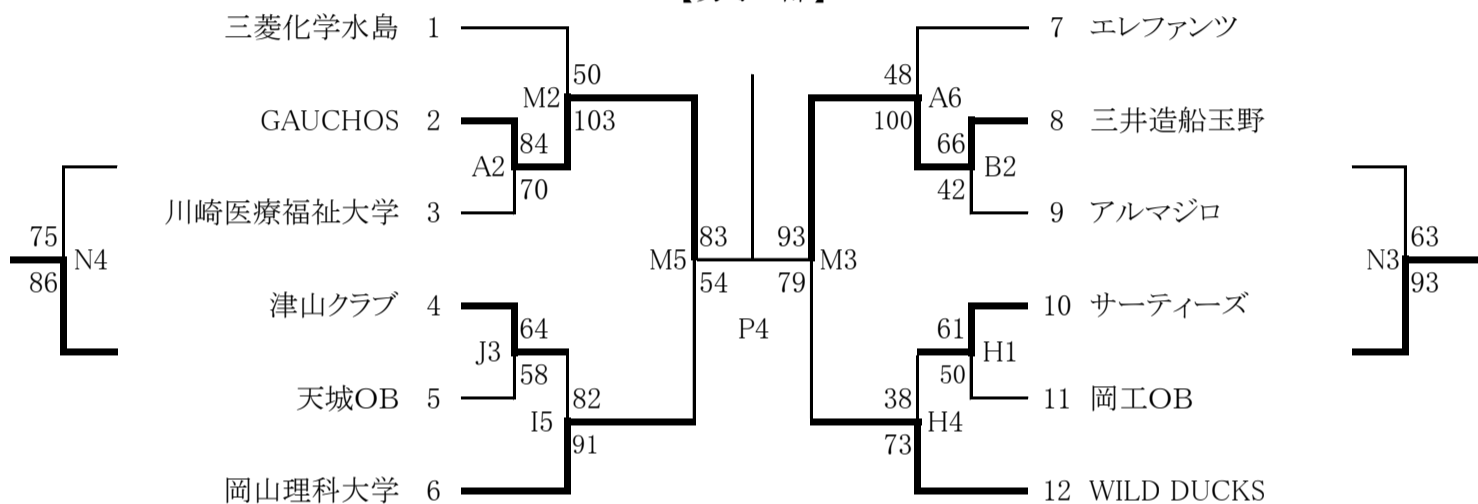 三菱化学水島 1
7 エレファンツ
50
48
M2
A6
GAUCHOS 2
103
100
8 三井造船玉野
84
66
A2
B2
70
42
川崎医療福祉大学 3
9 アルマジロ
75
83
93
63
N4
M5
M3
N3
86
54
79
93
津山クラブ 4
10 サーティーズ
64
P4
61
J3
H1
58
50
天城OB 5
82
38
11 岡工OB
I5
H4
91
73
岡山理科大学 6
12 WILD DUCKS